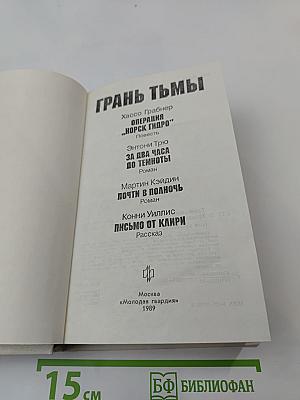 ГРАНЬ ТЬМЫ
Хассо Грабнер
ОПЕРАЦИЯ
„НОРСК ГИДРО"
Повесть
Энтони Трю
ЗА ДВА ЧАСА
ДО ТЕМНОТЫ
Роман
Мартин Кэйдин
ПОЧТИ В ПОЛНОЧЬ
Роман
Конни Уиллис
ПИСЬМО ОТ КЛИРИ
Рассказ
Москва
«Молодая гвардия»
1989
15 см
БФ БИБЛИОФАН